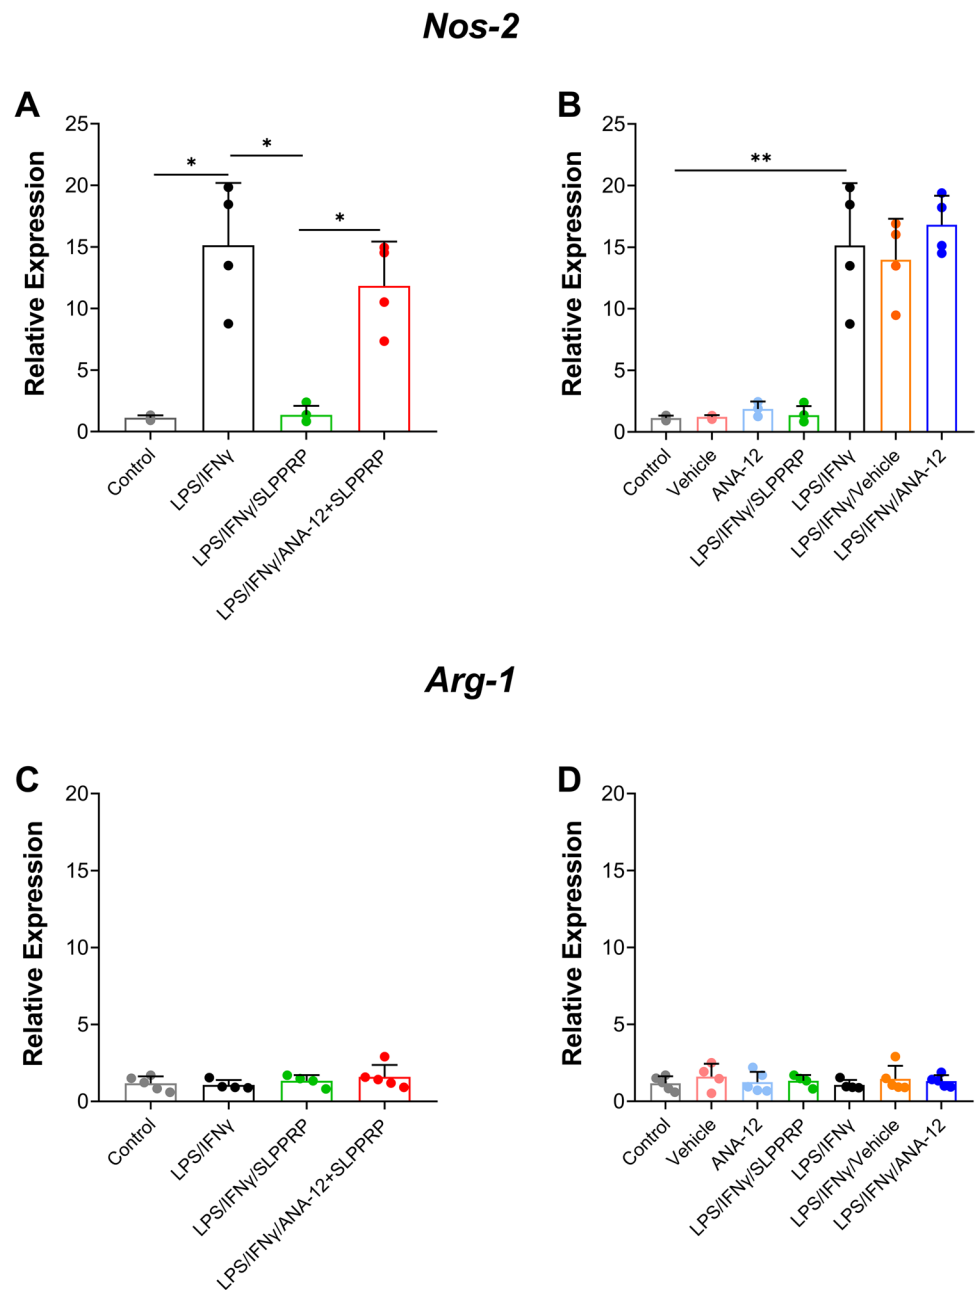 Nos-2
A
B
Relative Expression
25
20
15
10
5
0
*
*
*
Control
LPS/IFNγ
LPS/IFNγ/SLPPRP
LPS/IFNγ/ANA-12+SLPPRP
Relative Expression
25
20
15
10
5
0
**
Control
Vehicle
ANA-12
LPS/IFNγ/SLPPRP
LPS/IFNγ
LPS/IFNγ/Vehicle
LPS/IFNγ/ANA-12
Arg-1
C
D
Relative Expression
20
15
10
5
0
Control
LPS/IFNγ
LPS/IFNγ/SLPPRP
LPS/IFNγ/ANA-12+SLPPRP
Relative Expression
20
15
10
5
0
Control
Vehicle
ANA-12
LPS/IFNγ/SLPPRP
LPS/IFNγ
LPS/IFNγ/Vehicle
LPS/IFNγ/ANA-12